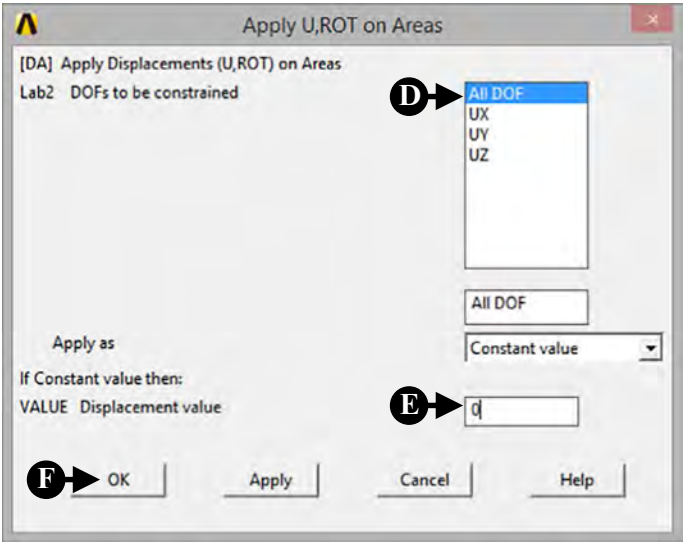 Apply U,ROT on Areas
[DA] Apply Displacements (U,ROT) on Areas
Lab2 DOFs to be constrained
D
All DOF
UX
UY
UZ
All DOF
Apply as
Constant value
If Constant value then:
VALUE Displacement value
E
0
F
OK
Apply
Cancel
Help